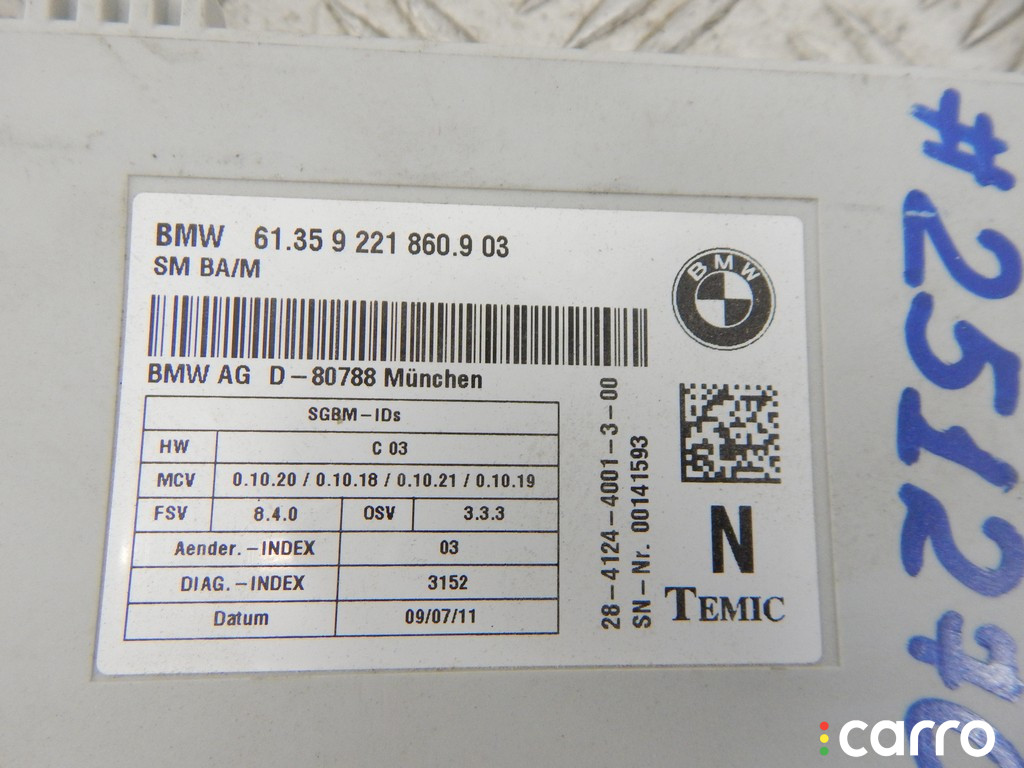 BMW 61.35 9 221 860.9 03
SM BA/M
BMW
BMW AG D-80788 München
SGBM-IDs
HW C 03
MCV 0.10.20 / 0.10.18 / 0.10.21 / 0.10.19
FSV 8.4.0 OSV 3.3.3
Aender.-INDEX 03
DIAG.-INDEX 3152
Datum 09/07/11
28-4124-4001-3-00
SN-Nr. 00141593
N
TEMIC
carro